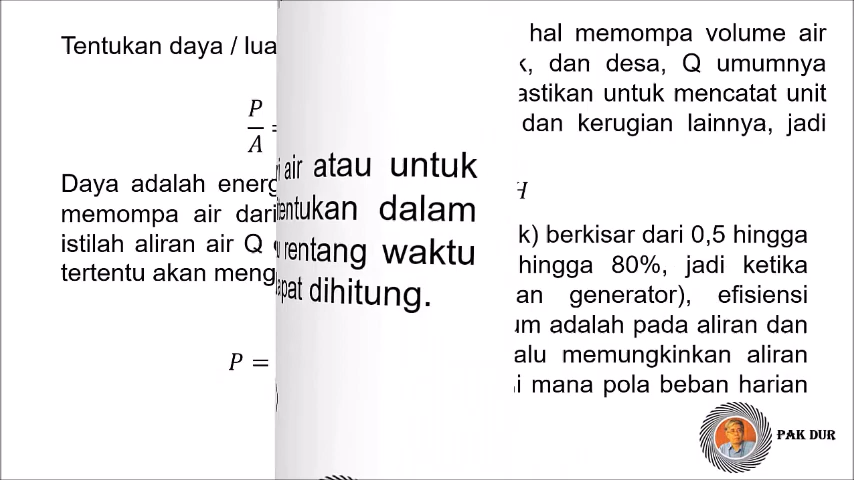 Tentukan daya / lua
P
A
=
Daya adalah energ
memompa air dari
istilah aliran air Q
tertentu akan meng
P =
air atau untuk
tentukan dalam
rentang waktu
pat dihitung.
hal memompa volume air
k, dan desa, Q umumnya
astikan untuk mencatat unit
dan kerugian lainnya, jadi
H
k) berkisar dari 0,5 hingga
hingga 80%, jadi ketika
an generator), efisiensi
um adalah pada aliran dan
alu memungkinkan aliran
i mana pola beban harian
PAK DUR